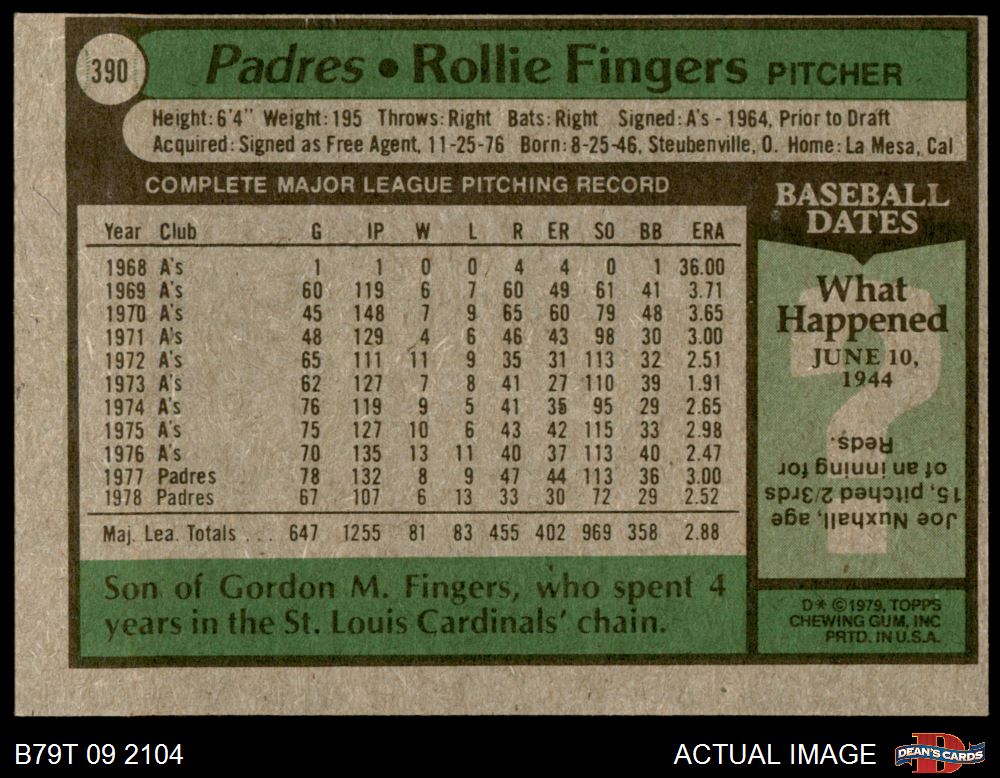 390
Padres • Rollie Fingers PITCHER
Height: 6'4" Weight: 195 Throws: Right Bats: Right Signed: A's - 1964, Prior to Draft
Acquired: Signed as Free Agent, 11-25-76 Born: 8-25-46, Steubenville, O. Home: La Mesa, Cal
COMPLETE MAJOR LEAGUE PITCHING RECORD
Year Club G IP W L R ER SO BB ERA
1968 A's 1 1 0 0 4 4 0 1 36.00
1969 A's 60 119 6 7 60 49 61 41 3.71
1970 A's 45 148 7 9 65 60 79 48 3.65
1971 A's 48 129 4 6 46 43 98 30 3.00
1972 A's 65 111 11 9 35 31 113 32 2.51
1973 A's 62 127 7 8 41 27 110 39 1.91
1974 A's 76 119 9 5 41 35 95 29 2.65
1975 A's 75 127 10 6 43 42 115 33 2.98
1976 A's 70 135 13 11 40 37 113 40 2.47
1977 Padres 78 132 8 9 47 44 113 36 3.00
1978 Padres 67 107 6 13 33 30 72 29 2.52
Maj. Lea. Totals . . . 647 1255 81 83 455 402 969 358 2.88
Son of Gordon M. Fingers, who spent 4
years in the St. Louis Cardinals' chain.
BASEBALL
DATES
What
Happened
JUNE 10,
1944
?
Joe Nuxhall, age
15, pitched 2/3rds
of an inning for
Reds.
D* ©1979, TOPPS
CHEWING GUM, INC
PRTD. IN U.S.A.
B79T 09 2104
ACTUAL IMAGE
DEAN'S CARDS